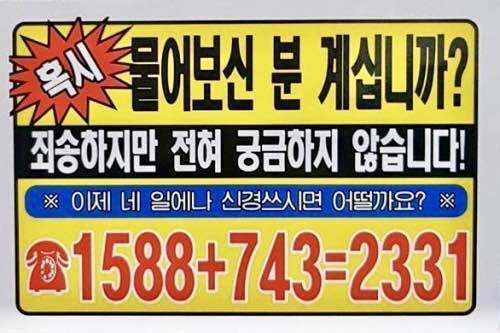 혹시
물어보신 분 계십니까?
죄송하지만 전혀 궁금하지 않습니다!
※ 이제 네 일에나 신경쓰시면 어떨까요? ※
☎1588+743=2331